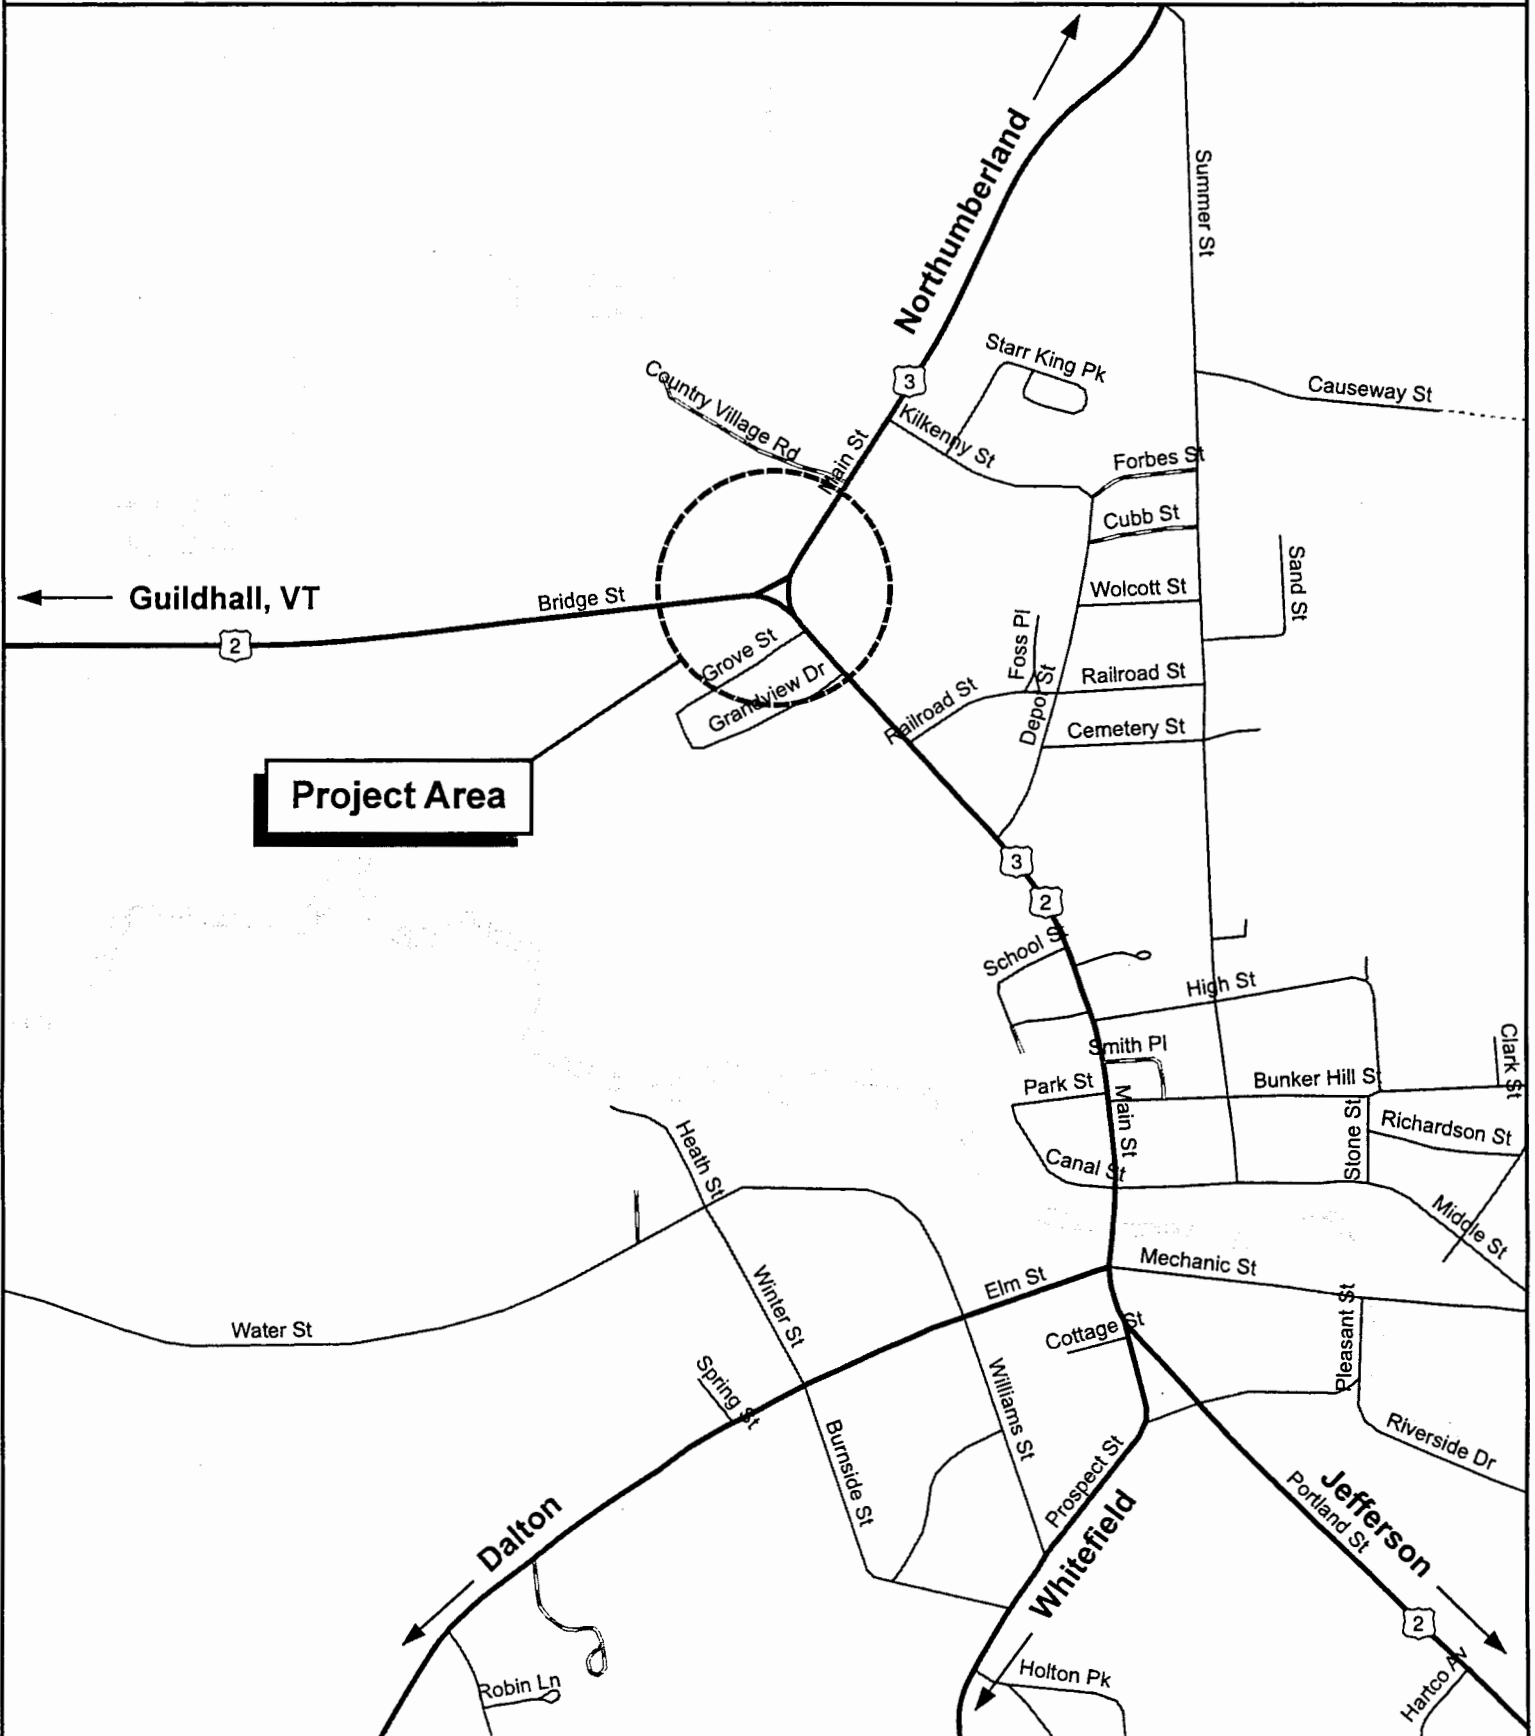 Northumberland
Summer St
Starr King Pk
3
Country Village Rd
Main St
Kilkenny St
Causeway St
Forbes St
Cubb St
Guildhall, VT
Bridge St
Wolcott St
Sand St
2
Grove St
Foss Pl
Grandview Dr
Railroad St
Railroad St
Depot St
Cemetery St
Project Area
3
2
School St
High St
Smith Pl
Clark St
Park St
Main St
Bunker Hill St
Richardson St
Stone St
Heath St
Canal St
Middle St
Mechanic St
Elm St
Winter St
Water St
Cottage St
Pleasant St
Spring St
Williams St
Burnside St
Riverside Dr
Prospect St
Jefferson
Portland St
Dalton
Whitefield
2
Holton Pk
Robin Ln
Hartco Av